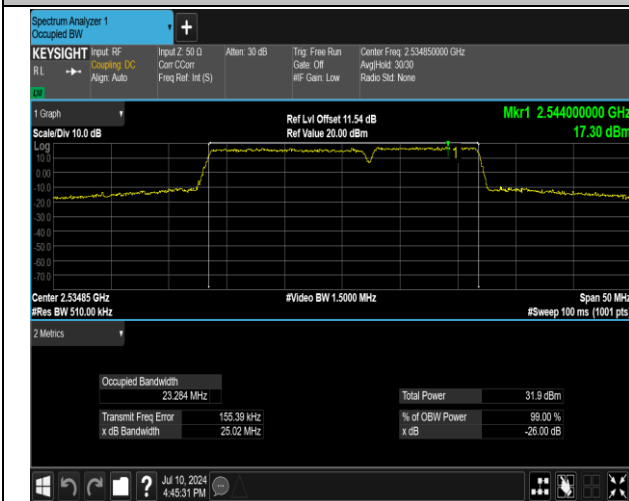 Spectrum Analyzer 1
Occupied BW
+
KEYSIGHT Input: RF Input Z: 50 Ω Atten: 30 dB Trig: Free Run Center Freq: 2.534850000 GHz
RL Coupling: DC Corr CCorr Gate: Off Avg|Hold: 30/30
Align: Auto Freq Ref: Int (S) #IF Gain: Low Radio Std: None
LW
1 Graph Ref Lvl Offset 11.54 dB Mkr1 2.544000000 GHz
Scale/Div 10.0 dB Ref Value 20.00 dBm 17.30 dBm
Log
10.0
0.00
-10.0
-20.0
-30.0
-40.0
-50.0
-60.0
-70.0
Center 2.53485 GHz #Video BW 1.5000 MHz Span 50 MHz
#Res BW 510.00 kHz #Sweep 100 ms (1001 pts
2 Metrics
Occupied Bandwidth
23.284 MHz Total Power 31.9 dBm
Transmit Freq Error 155.39 kHz % of OBW Power 99.00 %
x dB Bandwidth 25.02 MHz x dB -26.00 dB
? Jul 10, 2024
4:45:31 PM